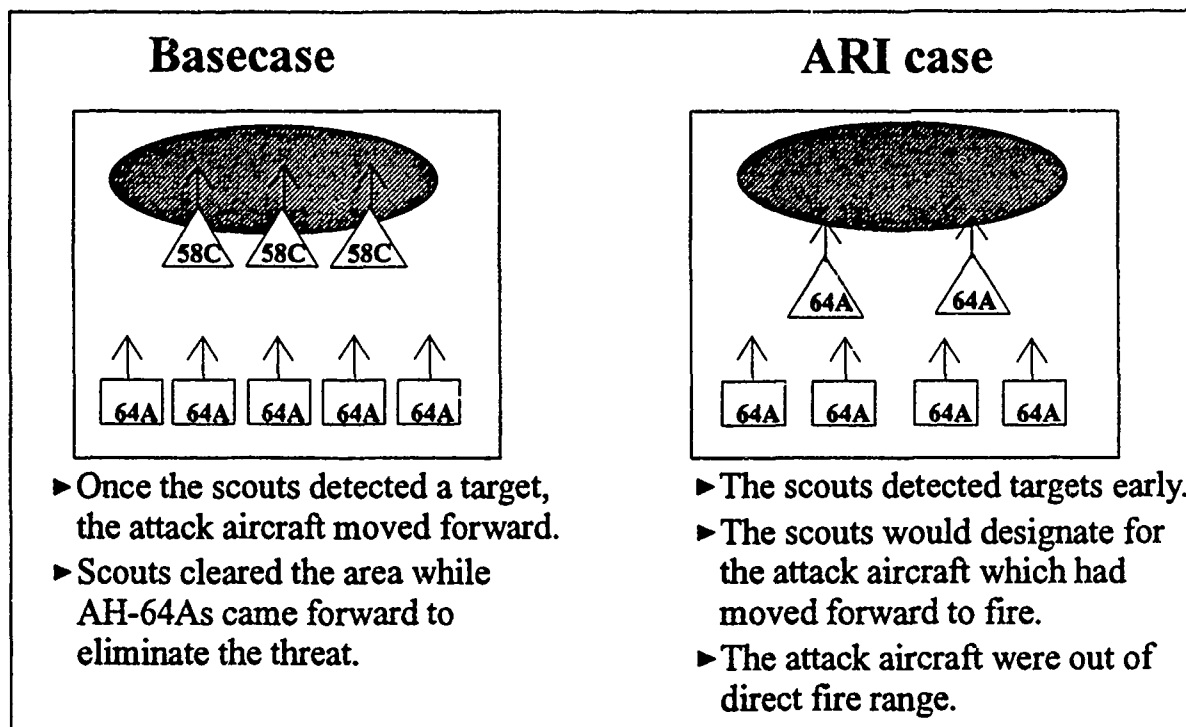 Basecase
58C 58C 58C
64A 64A 64A 64A 64A
►Once the scouts detected a target,
the attack aircraft moved forward.
►Scouts cleared the area while
AH-64As came forward to
eliminate the threat.
ARI case
64A 64A
64A 64A 64A 64A
►The scouts detected targets early.
►The scouts would designate for
the attack aircraft which had
moved forward to fire.
►The attack aircraft were out of
direct fire range.